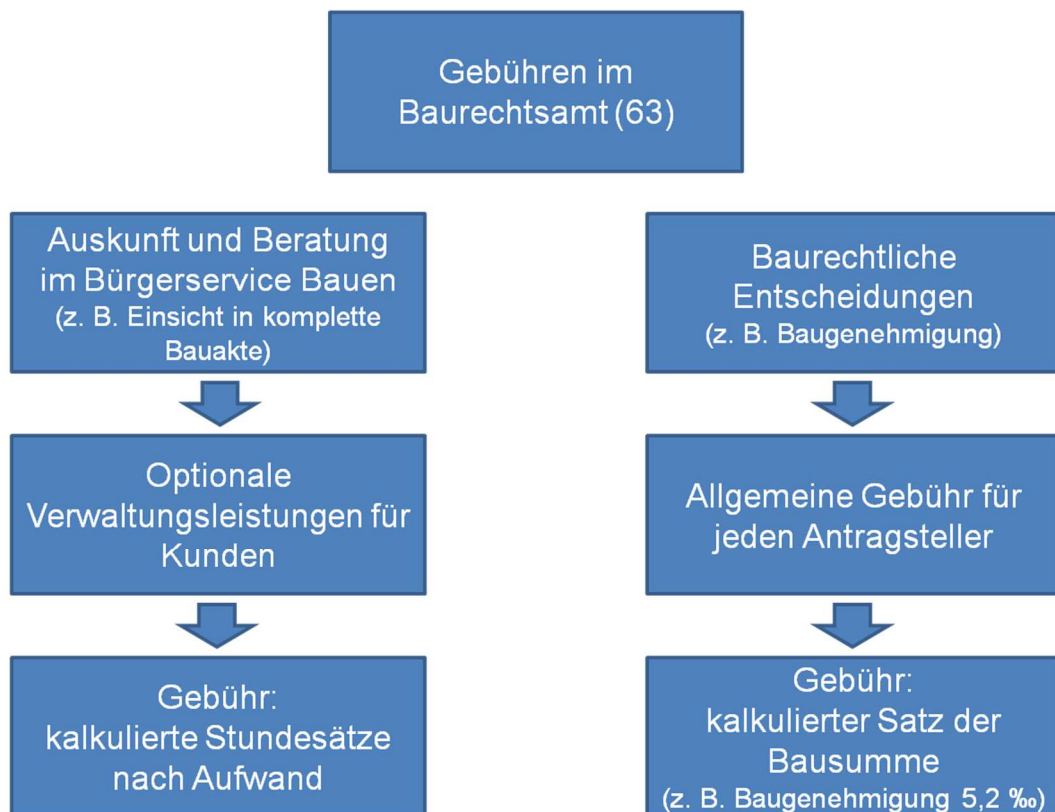 Gebühren im
Baurechtsamt (63)
Auskunft und Beratung
im Bürgerservice Bauen
(z. B. Einsicht in komplette
Bauakte)
Optionale
Verwaltungsleistungen für
Kunden
Gebühr:
kalkulierte Stundesätze
nach Aufwand
Baurechtliche
Entscheidungen
(z. B. Baugenehmigung)
Allgemeine Gebühr für
jeden Antragsteller
Gebühr:
kalkulierter Satz der
Bausumme
(z. B. Baugenehmigung 5,2 ‰)